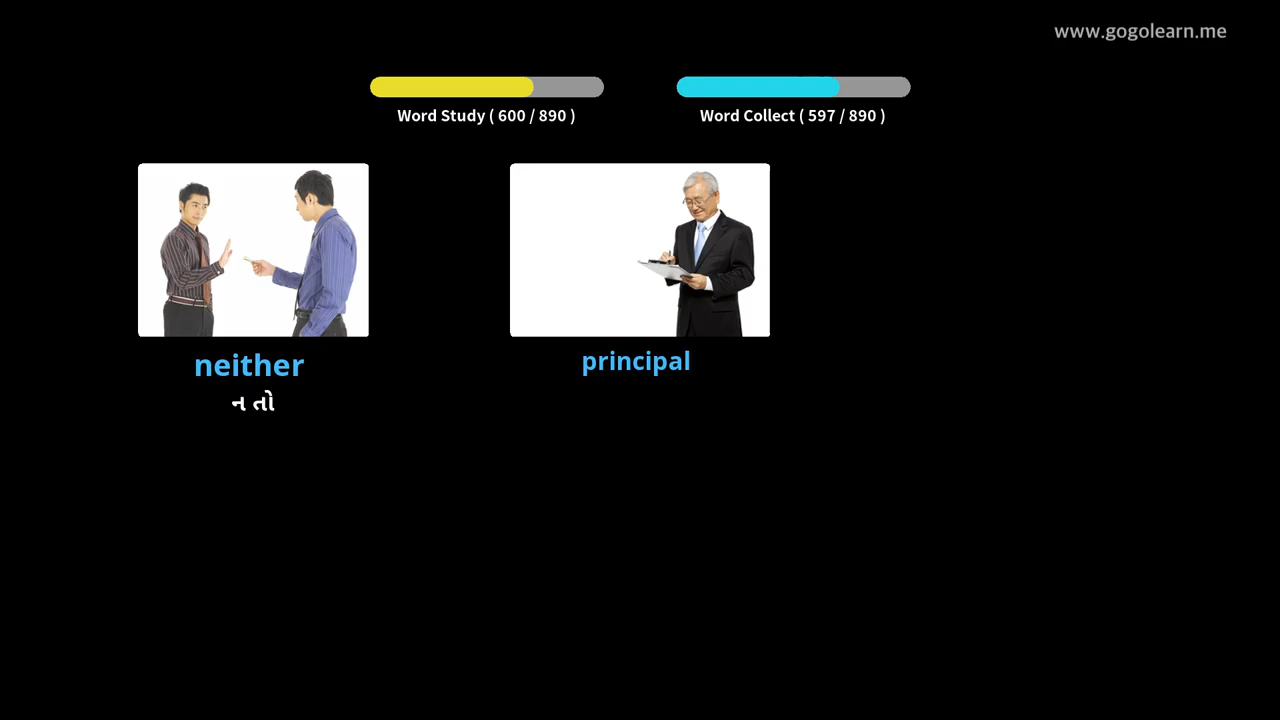 www.gogolearn.me
Word Study ( 600 / 890 )
Word Collect ( 597 / 890 )
neither
ન તો
principal